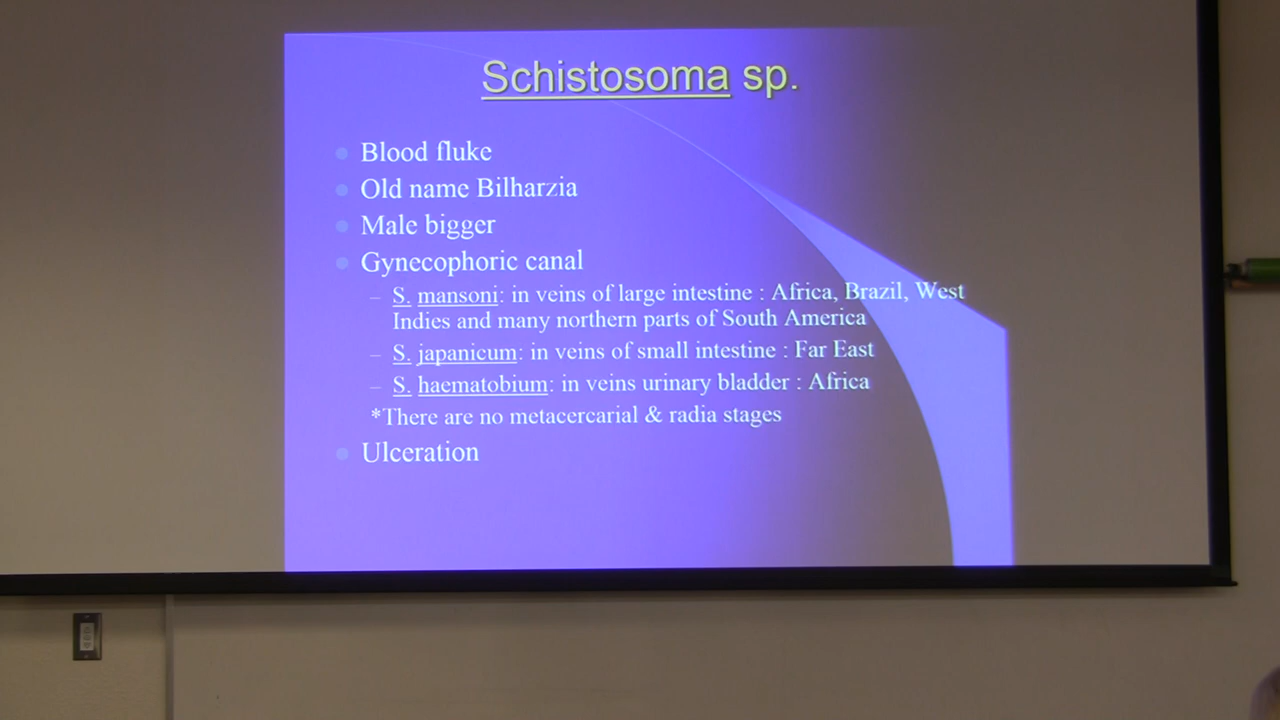 Schistosoma sp.
Blood fluke
Old name Bilharzia
Male bigger
Gynecophoric canal
– S. mansoni: in veins of large intestine : Africa, Brazil, West
Indies and many northern parts of South America
– S. japanicum: in veins of small intestine : Far East
– S. haematobium: in veins urinary bladder : Africa
*There are no metacercarial & radia stages
Ulceration